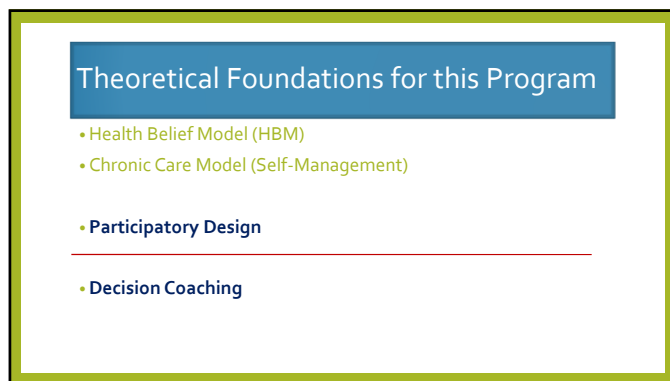 Theoretical Foundations for this Program
• Health Belief Model (HBM)
• Chronic Care Model (Self-Management)
• Participatory Design
• Decision Coaching